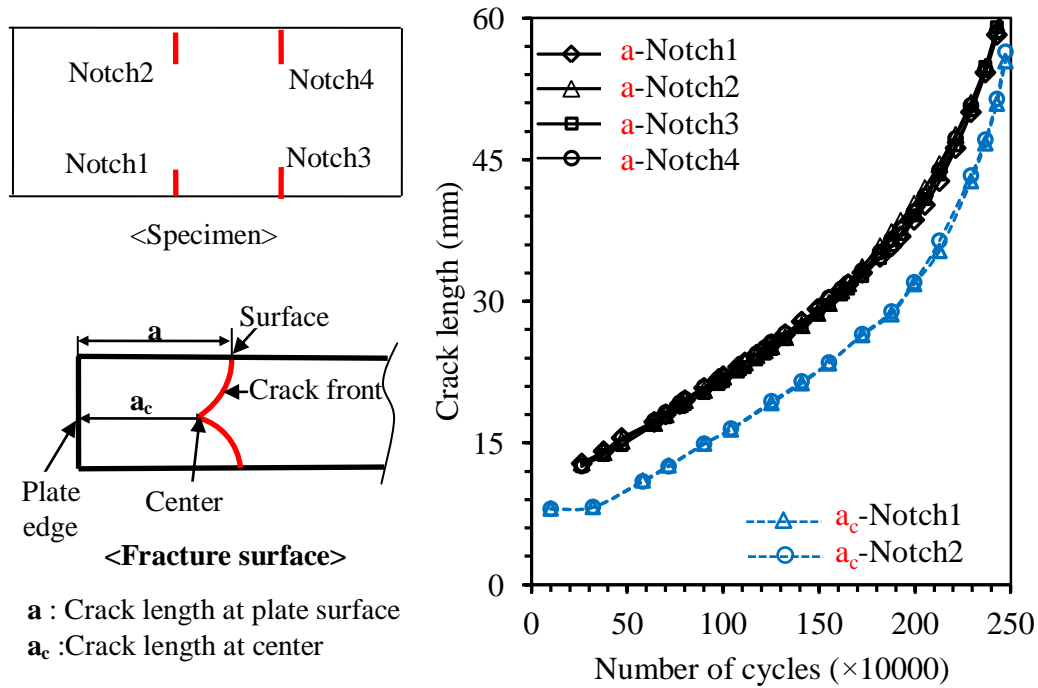 Notch2
Notch4
Notch1
Notch3
<Specimen>
a
Surface
Crack front
a_c
Plate
edge
Center
<Fracture surface>
a : Crack length at plate surface
a_c :Crack length at center
60
45
30
15
0
Crack length (mm)
a-Notch1
a-Notch2
a-Notch3
a-Notch4
a_c-Notch1
a_c-Notch2
0 50 100 150 200 250
Number of cycles (×10000)